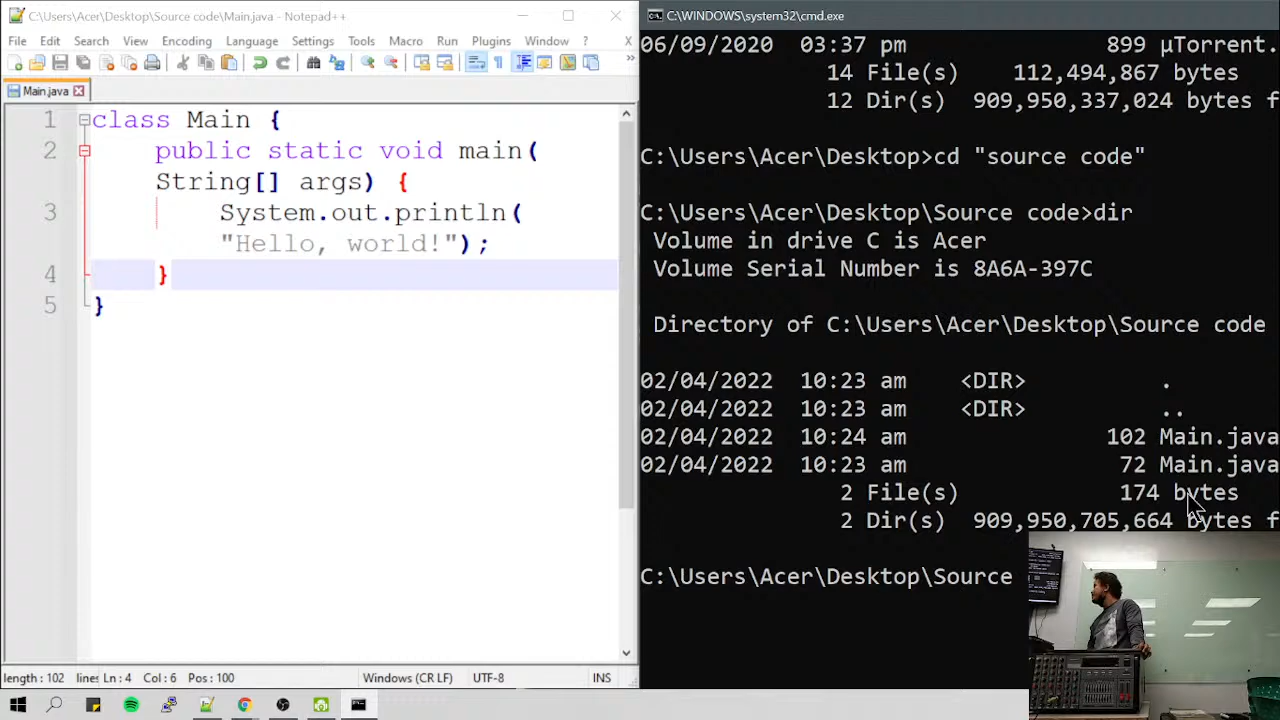 C:\Users\Acer\Desktop\Source code\Main.java - Notepad++
File Edit Search View Encoding Language Settings Tools Macro Run Plugins Window ? X
Main.java
1 class Main {
2 public static void main(
String[] args) {
3 System.out.println(
"Hello, world!");
4 }
5 }
length : 102 lines Ln : 4 Col : 6 Pos : 100 Windows (CR LF) UTF-8 INS
C:\WINDOWS\system32\cmd.exe
06/09/2020 03:37 pm 899 µTorrent.
14 File(s) 112,494,867 bytes
12 Dir(s) 909,950,337,024 bytes f
C:\Users\Acer\Desktop>cd "source code"
C:\Users\Acer\Desktop\Source code>dir
Volume in drive C is Acer
Volume Serial Number is 8A6A-397C
Directory of C:\Users\Acer\Desktop\Source code
02/04/2022 10:23 am <DIR> .
02/04/2022 10:23 am <DIR> ..
02/04/2022 10:24 am 102 Main.java
02/04/2022 10:23 am 72 Main.java
2 File(s) 174 bytes
2 Dir(s) 909,950,705,664 bytes f
C:\Users\Acer\Desktop\Source